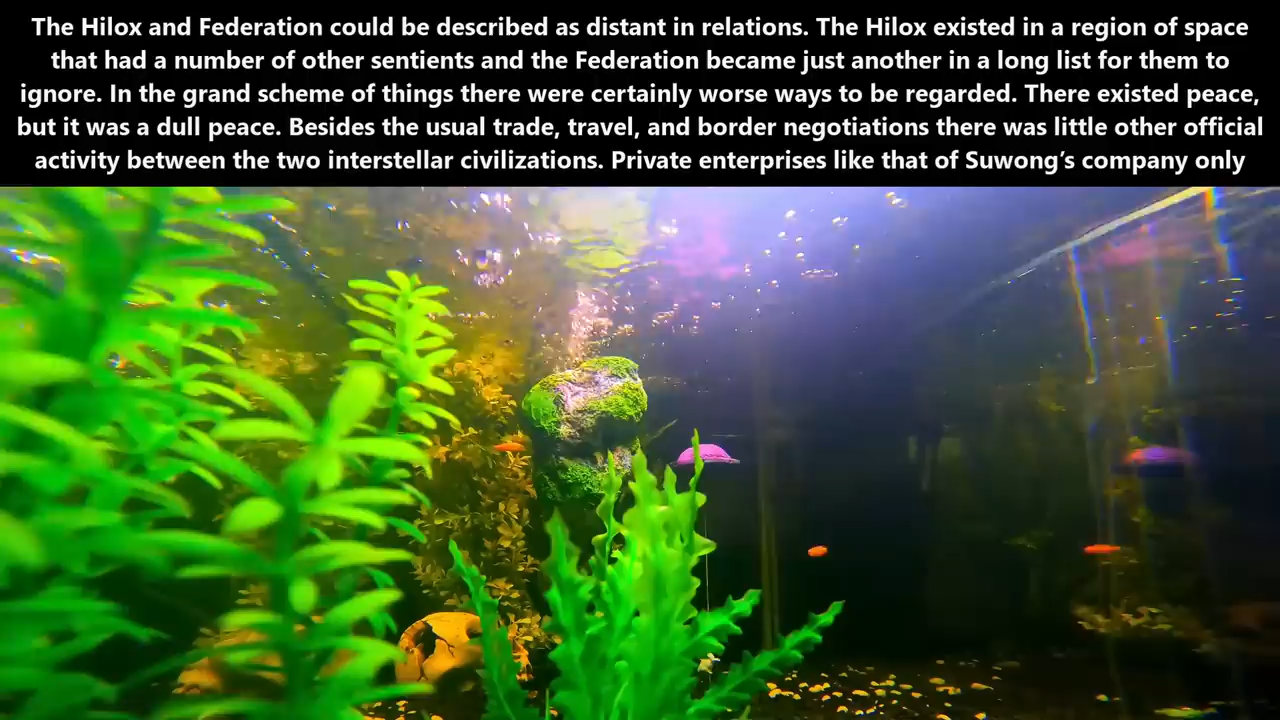 The Hilox and Federation could be described as distant in relations. The Hilox existed in a region of space
that had a number of other sentients and the Federation became just another in a long list for them to
ignore. In the grand scheme of things there were certainly worse ways to be regarded. There existed peace,
but it was a dull peace. Besides the usual trade, travel, and border negotiations there was little other official
activity between the two interstellar civilizations. Private enterprises like that of Suwong’s company only